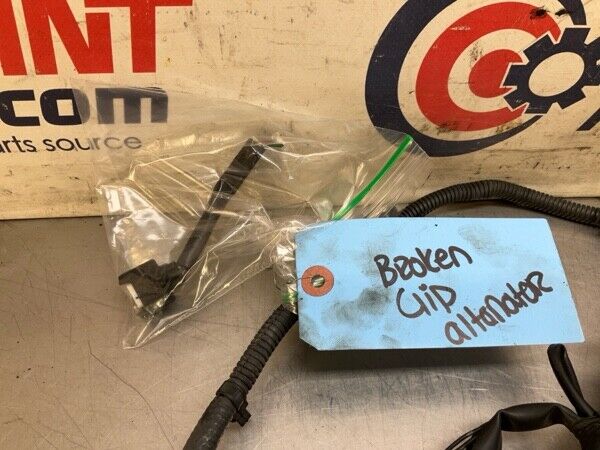 INT
.com
arts source
Broken
Clip
alternator